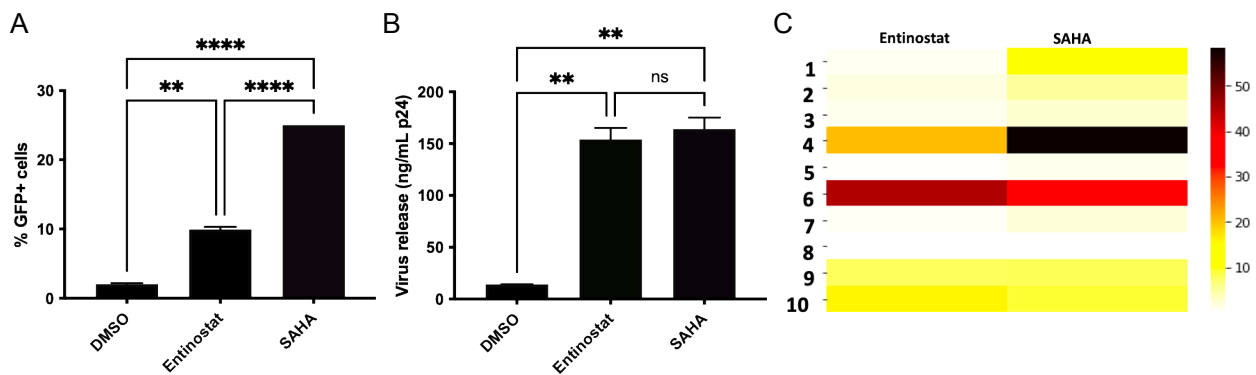 A
% GFP+ cells
30
20
10
0
****
** ****
DMSO
Entinostat
SAHA
B
Virus release (ng/mL p24)
200
150
100
50
0
**
** ns
DMSO
Entinostat
SAHA
C
Entinostat SAHA
1
2
3
4
5
6
7
8
9
10
50
40
30
20
10